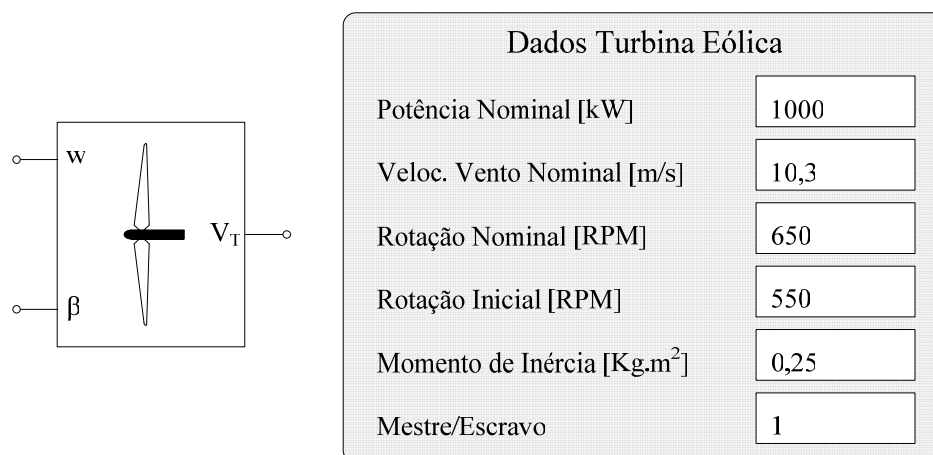 w
V_T
β
Dados Turbina Eólica
Potência Nominal [kW] 1000
Veloc. Vento Nominal [m/s] 10,3
Rotação Nominal [RPM] 650
Rotação Inicial [RPM] 550
Momento de Inércia [Kg.m²] 0,25
Mestre/Escravo 1